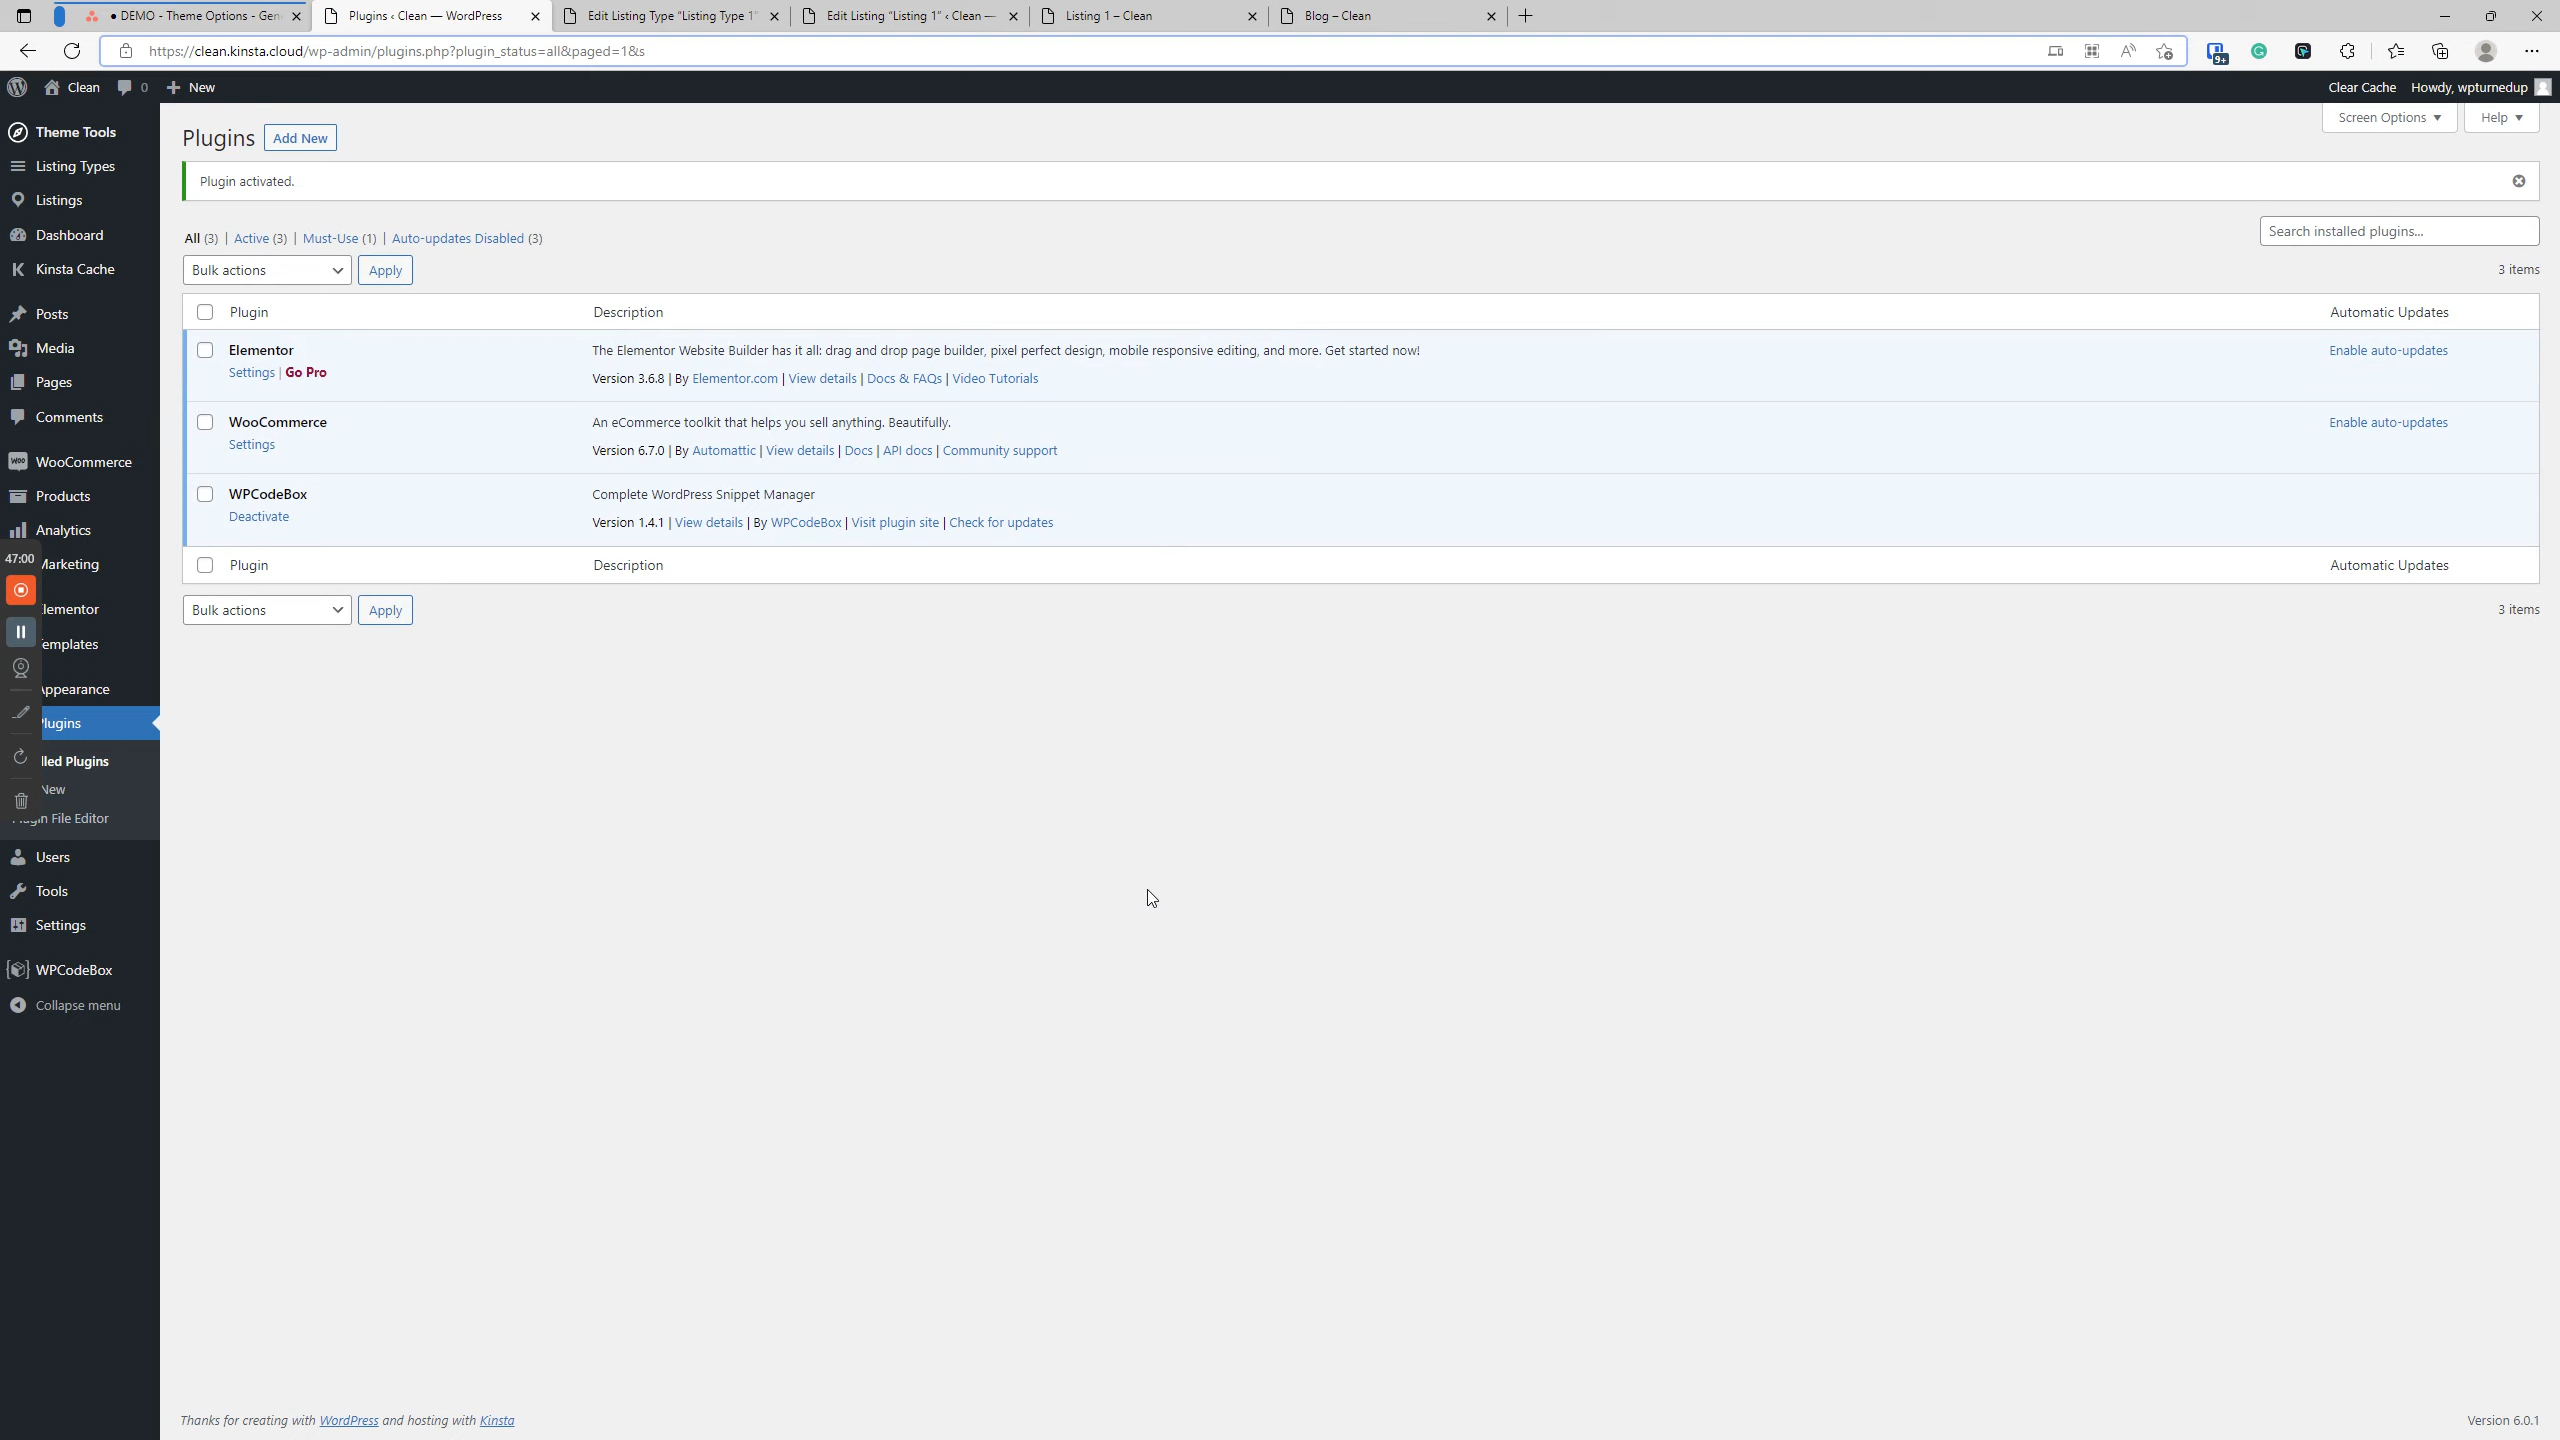 ● DEMO - Theme Options - Gen
Plugins ‹ Clean — WordPress
Edit Listing Type “Listing Type 1”
Edit Listing “Listing 1” ‹ Clean —
Listing 1 – Clean
Blog – Clean
https://clean.kinsta.cloud/wp-admin/plugins.php?plugin_status=all&paged=1&s
9+
Clean
0
New
Clear Cache
Howdy, wpturnedup
Theme Tools
Listing Types
Listings
Dashboard
Kinsta Cache
Posts
Media
Pages
Comments
WooCommerce
Products
Analytics
47:00
Marketing
Elementor
Templates
Appearance
Plugins
lled Plugins
New
Plugin File Editor
Users
Tools
Settings
WPCodeBox
Collapse menu
Screen Options
Help
Plugins
Add New
Plugin activated.
All (3) | Active (3) | Must-Use (1) | Auto-updates Disabled (3)
Search installed plugins...
Bulk actions
Apply
3 items
Plugin
Description
Automatic Updates
Elementor
Settings | Go Pro
The Elementor Website Builder has it all: drag and drop page builder, pixel perfect design, mobile responsive editing, and more. Get started now!
Version 3.6.8 | By Elementor.com | View details | Docs & FAQs | Video Tutorials
Enable auto-updates
WooCommerce
Settings
An eCommerce toolkit that helps you sell anything. Beautifully.
Version 6.7.0 | By Automattic | View details | Docs | API docs | Community support
Enable auto-updates
WPCodeBox
Deactivate
Complete WordPress Snippet Manager
Version 1.4.1 | View details | By WPCodeBox | Visit plugin site | Check for updates
Plugin
Description
Automatic Updates
Bulk actions
Apply
3 items
Thanks for creating with WordPress and hosting with Kinsta
Version 6.0.1